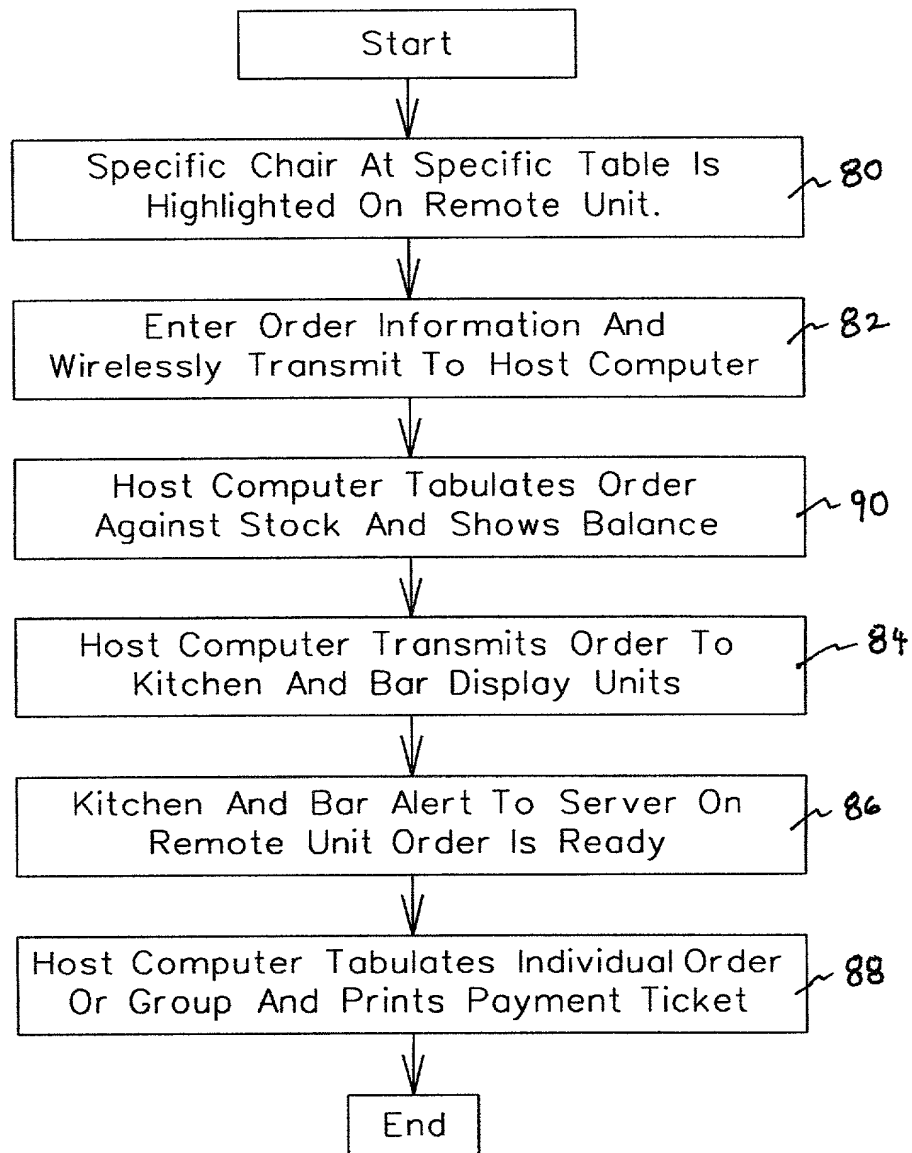 Start
Specific Chair At Specific Table Is
Highlighted On Remote Unit.
80
Enter Order Information And
Wirelessly Transmit To Host Computer
82
Host Computer Tabulates Order
Against Stock And Shows Balance
90
Host Computer Transmits Order To
Kitchen And Bar Display Units
84
Kitchen And Bar Alert To Server On
Remote Unit Order Is Ready
86
Host Computer Tabulates Individual Order
Or Group And Prints Payment Ticket
88
End